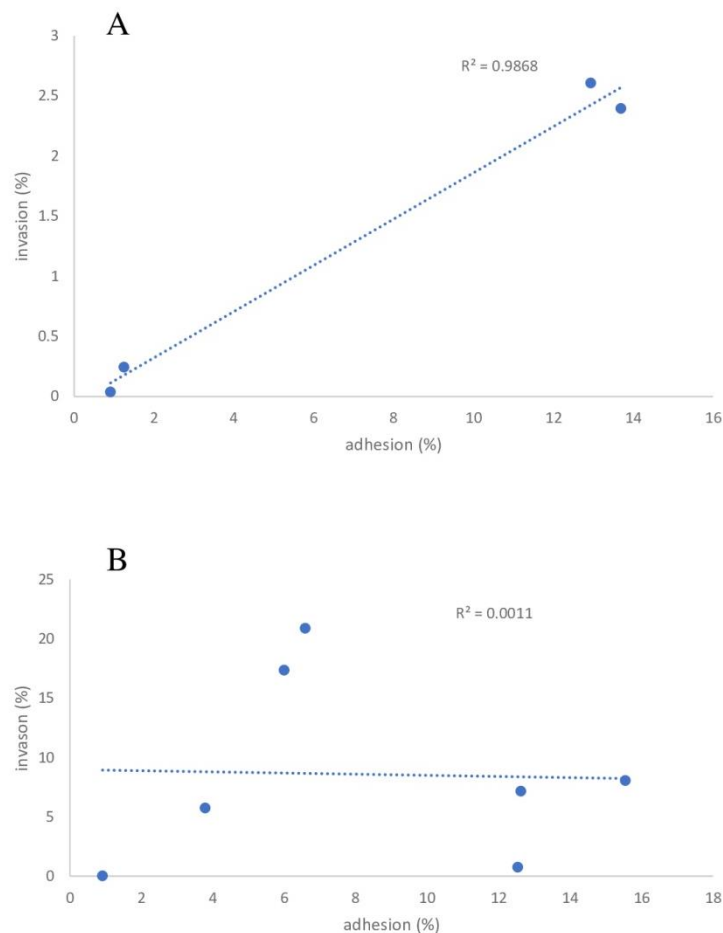 A
3
R² = 0.9868
2.5
2
1.5
1
0.5
0
invasion (%)
0 2 4 6 8 10 12 14 16
adhesion (%)
B
25
R² = 0.0011
20
15
10
5
0
invason (%)
0 2 4 6 8 10 12 14 16 18
adhesion (%)